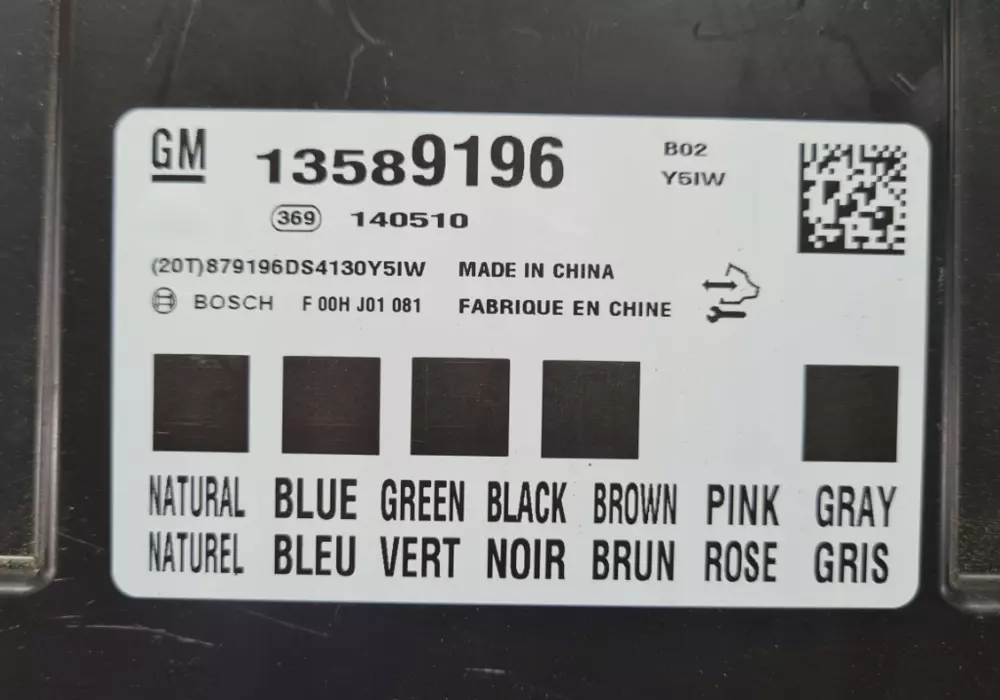 GM 13589196 B02
Y5IW
369 140510
(20T)879196DS4130Y5IW MADE IN CHINA
BOSCH F 00H J01 081 FABRIQUE EN CHINE
NATURAL BLUE GREEN BLACK BROWN PINK GRAY
NATUREL BLEU VERT NOIR BRUN ROSE GRIS